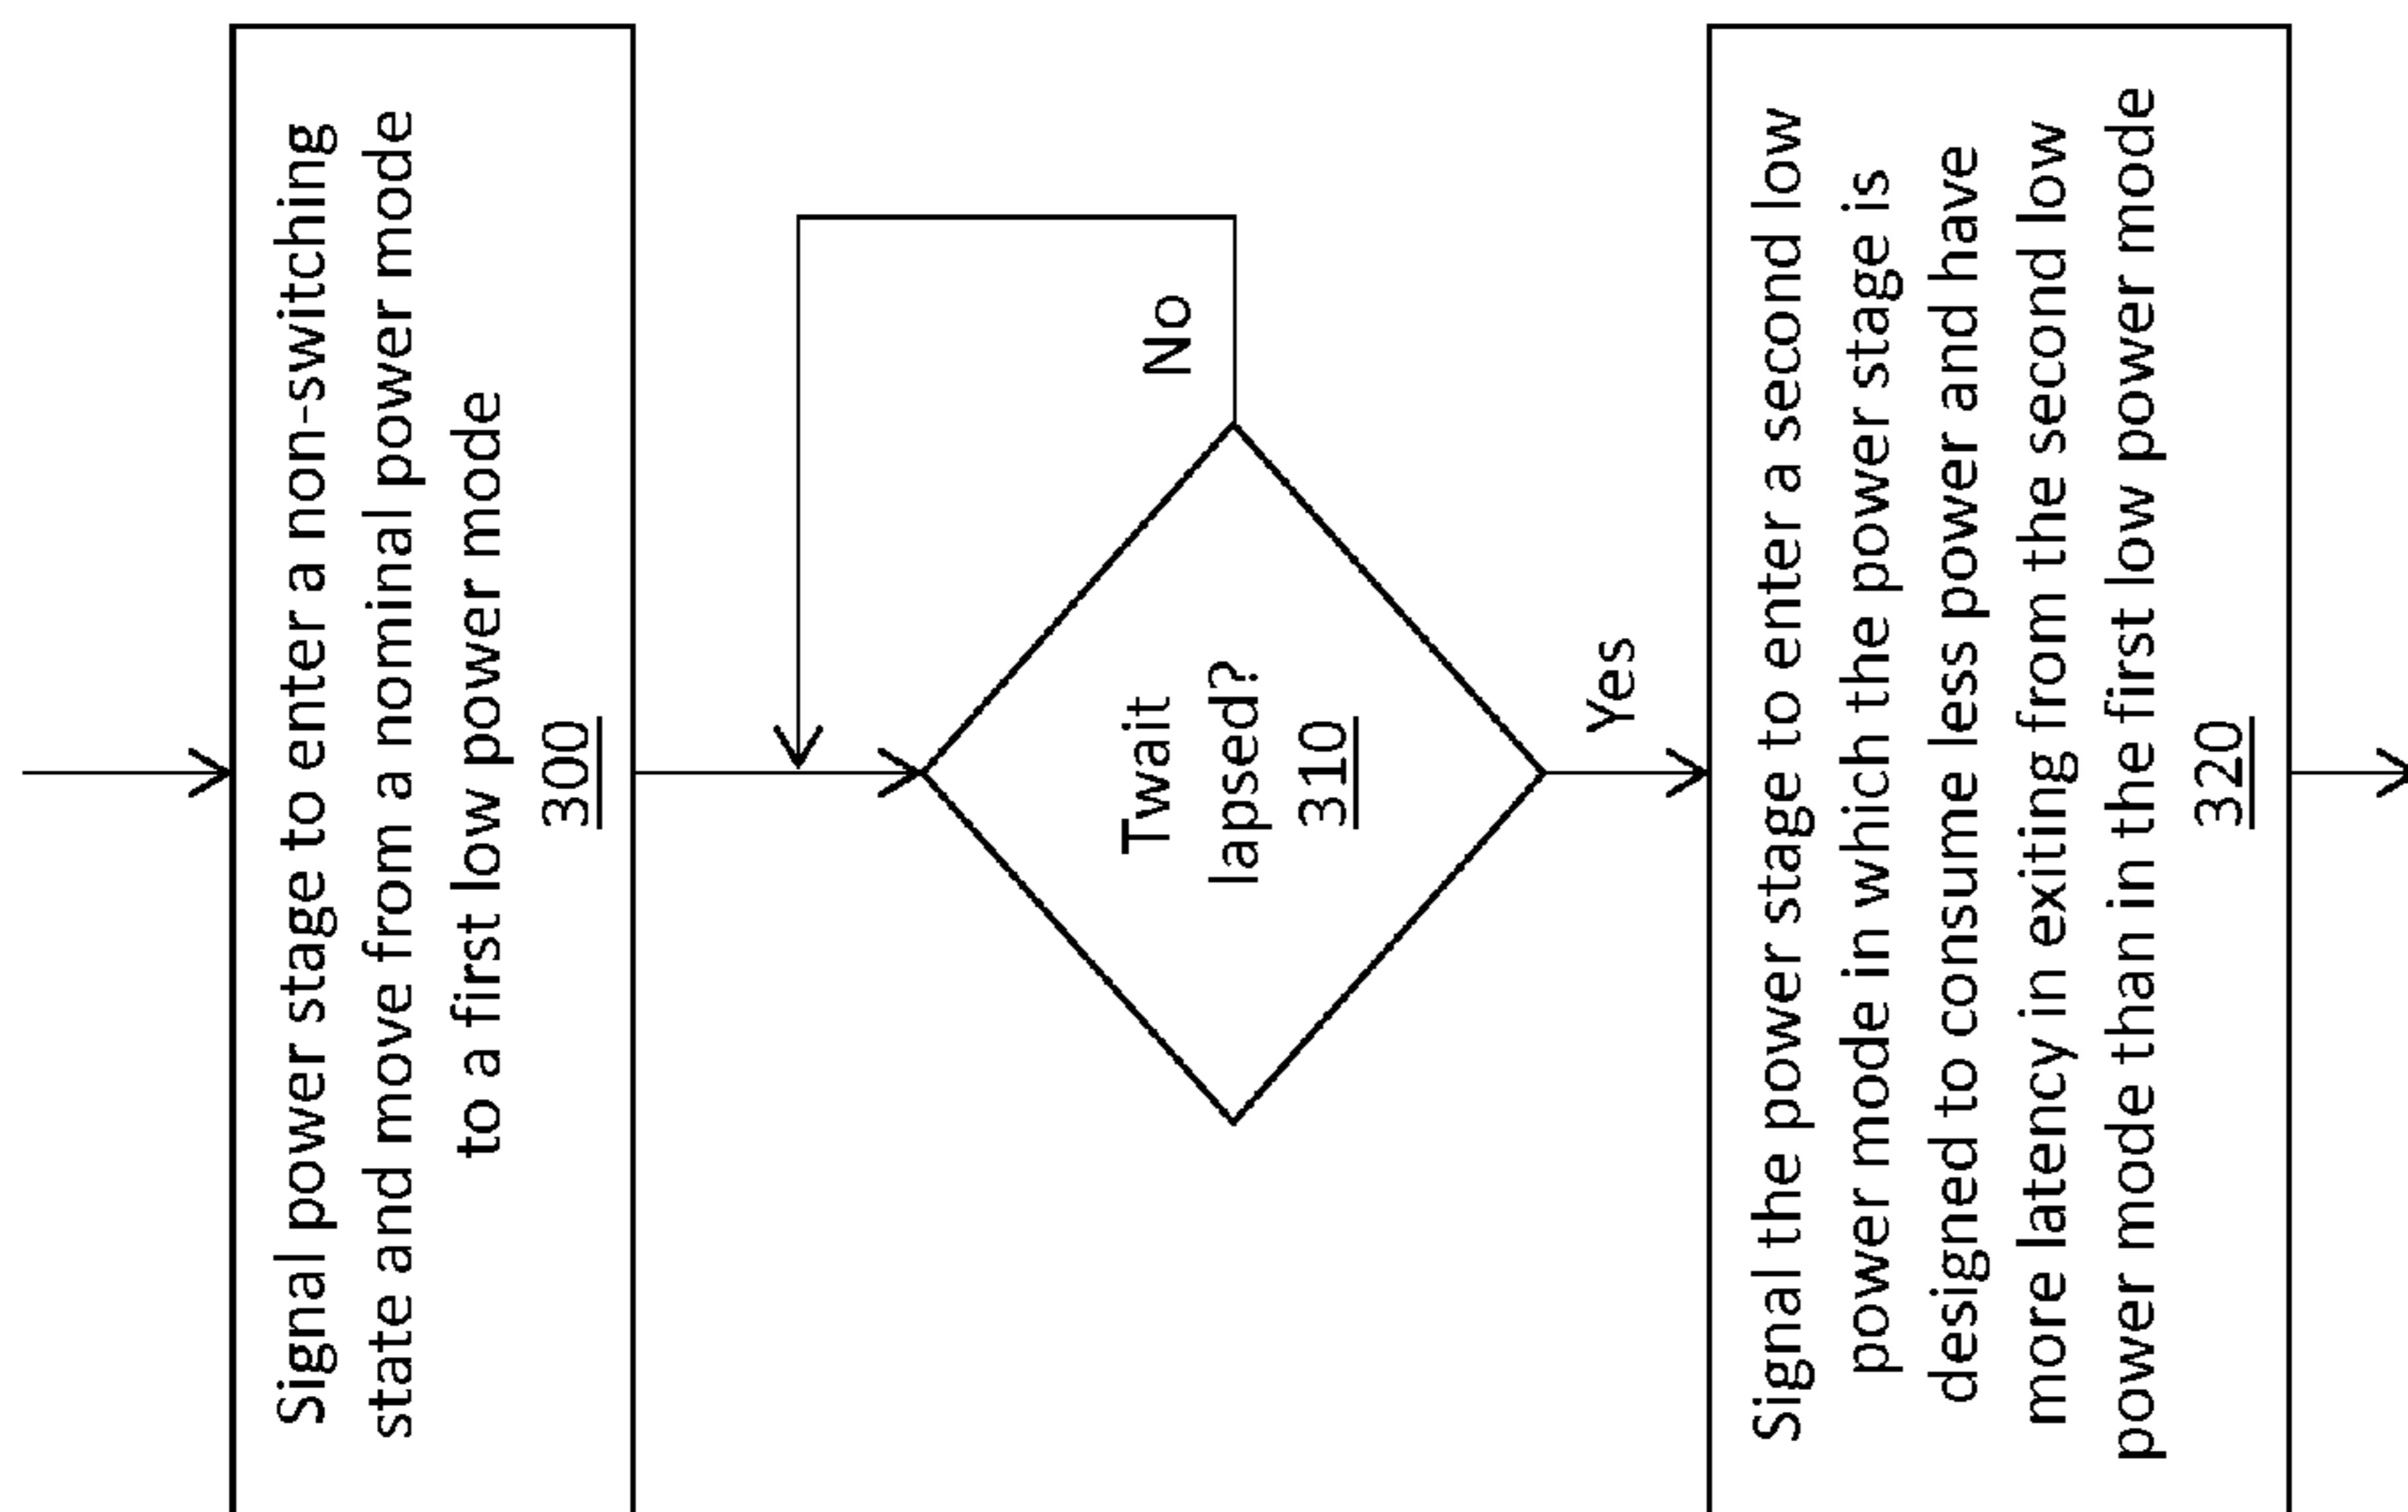 Signal power stage to enter a non-switching
state and move from a nominal power mode
to a first low power mode
300
Twait
lapsed?
310
No
Yes
Signal the power stage to enter a second low
power mode in which the power stage is
designed to consume less power and have
more latency in exiting from the second low
power mode than in the first low power mode
320